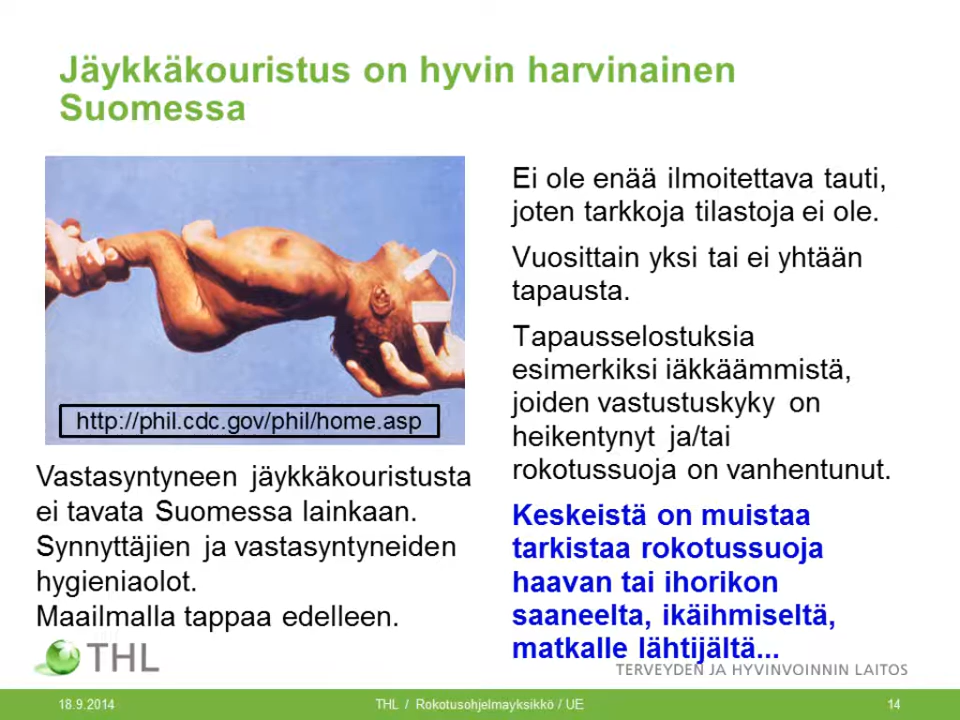 Jäykkäkouristus on hyvin harvinainen
Suomessa
http://phil.cdc.gov/phil/home.asp
Vastasyntyneen jäykkäkouristusta
ei tavata Suomessa lainkaan.
Synnyttäjien ja vastasyntyneiden
hygieniaolot.
Maailmalla tappaa edelleen.
Ei ole enää ilmoitettava tauti,
joten tarkkoja tilastoja ei ole.
Vuosittain yksi tai ei yhtään
tapausta.
Tapausselostuksia
esimerkiksi iäkkäämmistä,
joiden vastustuskyky on
heikentynyt ja/tai
rokotussuoja on vanhentunut.
Keskeistä on muistaa
tarkistaa rokotussuoja
haavan tai ihorikon
saaneelta, ikäihmiseltä,
matkalle lähtijältä...
THL
TERVEYDEN JA HYVINVOINNIN LAITOS
18.9.2014
THL / Rokotusohjelmayksikkö / UE
14